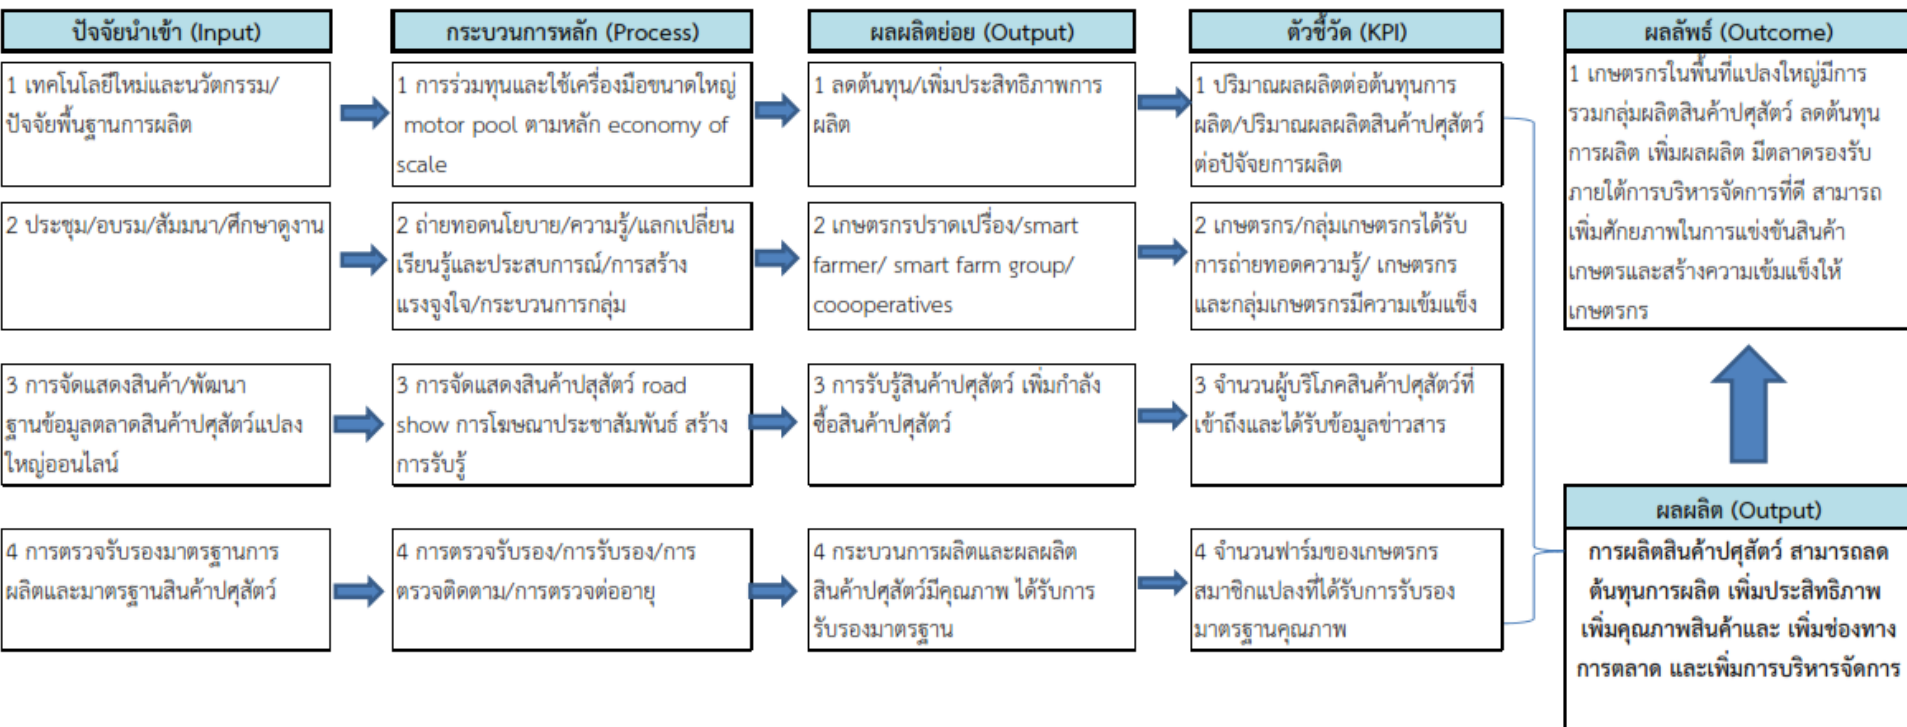 ปัจจัยนำเข้า (Input)
กระบวนการหลัก (Process)
ผลผลิตย่อย (Output)
ตัวชี้วัด (KPI)
ผลลัพธ์ (Outcome)
1 เทคโนโลยีใหม่และนวัตกรรม/
ปัจจัยพื้นฐานการผลิต
1 การร่วมทุนและใช้เครื่องมือขนาดใหญ่
motor pool ตามหลัก economy of
scale
1 ลดต้นทุน/เพิ่มประสิทธิภาพการ
ผลิต
1 ปริมาณผลผลิตต่อต้นทุนการ
ผลิต/ปริมาณผลผลิตสินค้าปศุสัตว์
ต่อปัจจัยการผลิต
1 เกษตรกรในพื้นที่แปลงใหญ่มีการ
รวมกลุ่มผลิตสินค้าปศุสัตว์ ลดต้นทุน
การผลิต เพิ่มผลผลิต มีตลาดรองรับ
ภายใต้การบริหารจัดการที่ดี สามารถ
เพิ่มศักยภาพในการแข่งขันสินค้า
เกษตรและสร้างความเข้มแข็งให้
เกษตรกร
2 ประชุม/อบรม/สัมมนา/ศึกษาดูงาน
2 ถ่ายทอดนโยบาย/ความรู้/แลกเปลี่ยน
เรียนรู้และประสบการณ์/การสร้าง
แรงจูงใจ/กระบวนการกลุ่ม
2 เกษตรกรปราดเปรื่อง/smart
farmer/ smart farm group/
coooperatives
2 เกษตรกร/กลุ่มเกษตรกรได้รับ
การถ่ายทอดความรู้/ เกษตรกร
และกลุ่มเกษตรกรมีความเข้มแข็ง
3 การจัดแสดงสินค้า/พัฒนา
ฐานข้อมูลตลาดสินค้าปศุสัตว์แปลง
ใหญ่ออนไลน์
3 การจัดแสดงสินค้าปสุสัตว์ road
show การโฆษณาประชาสัมพันธ์ สร้าง
การรับรู้
3 การรับรู้สินค้าปศุสัตว์ เพิ่มกำลัง
ซื้อสินค้าปศุสัตว์
3 จำนวนผู้บริโภคสินค้าปศุสัตว์ที่
เข้าถึงและได้รับข้อมูลข่าวสาร
4 การตรวจรับรองมาตรฐานการ
ผลิตและมาตรฐานสินค้าปศุสัตว์
4 การตรวจรับรอง/การรับรอง/การ
ตรวจติดตาม/การตรวจต่ออายุ
4 กระบวนการผลิตและผลผลิต
สินค้าปศุสัตว์มีคุณภาพ ได้รับการ
รับรองมาตรฐาน
4 จำนวนฟาร์มของเกษตรกร
สมาชิกแปลงที่ได้รับการรับรอง
มาตรฐานคุณภาพ
ผลผลิต (Output)
การผลิตสินค้าปศุสัตว์ สามารถลด
ต้นทุนการผลิต เพิ่มประสิทธิภาพ
เพิ่มคุณภาพสินค้าและ เพิ่มช่องทาง
การตลาด และเพิ่มการบริหารจัดการ